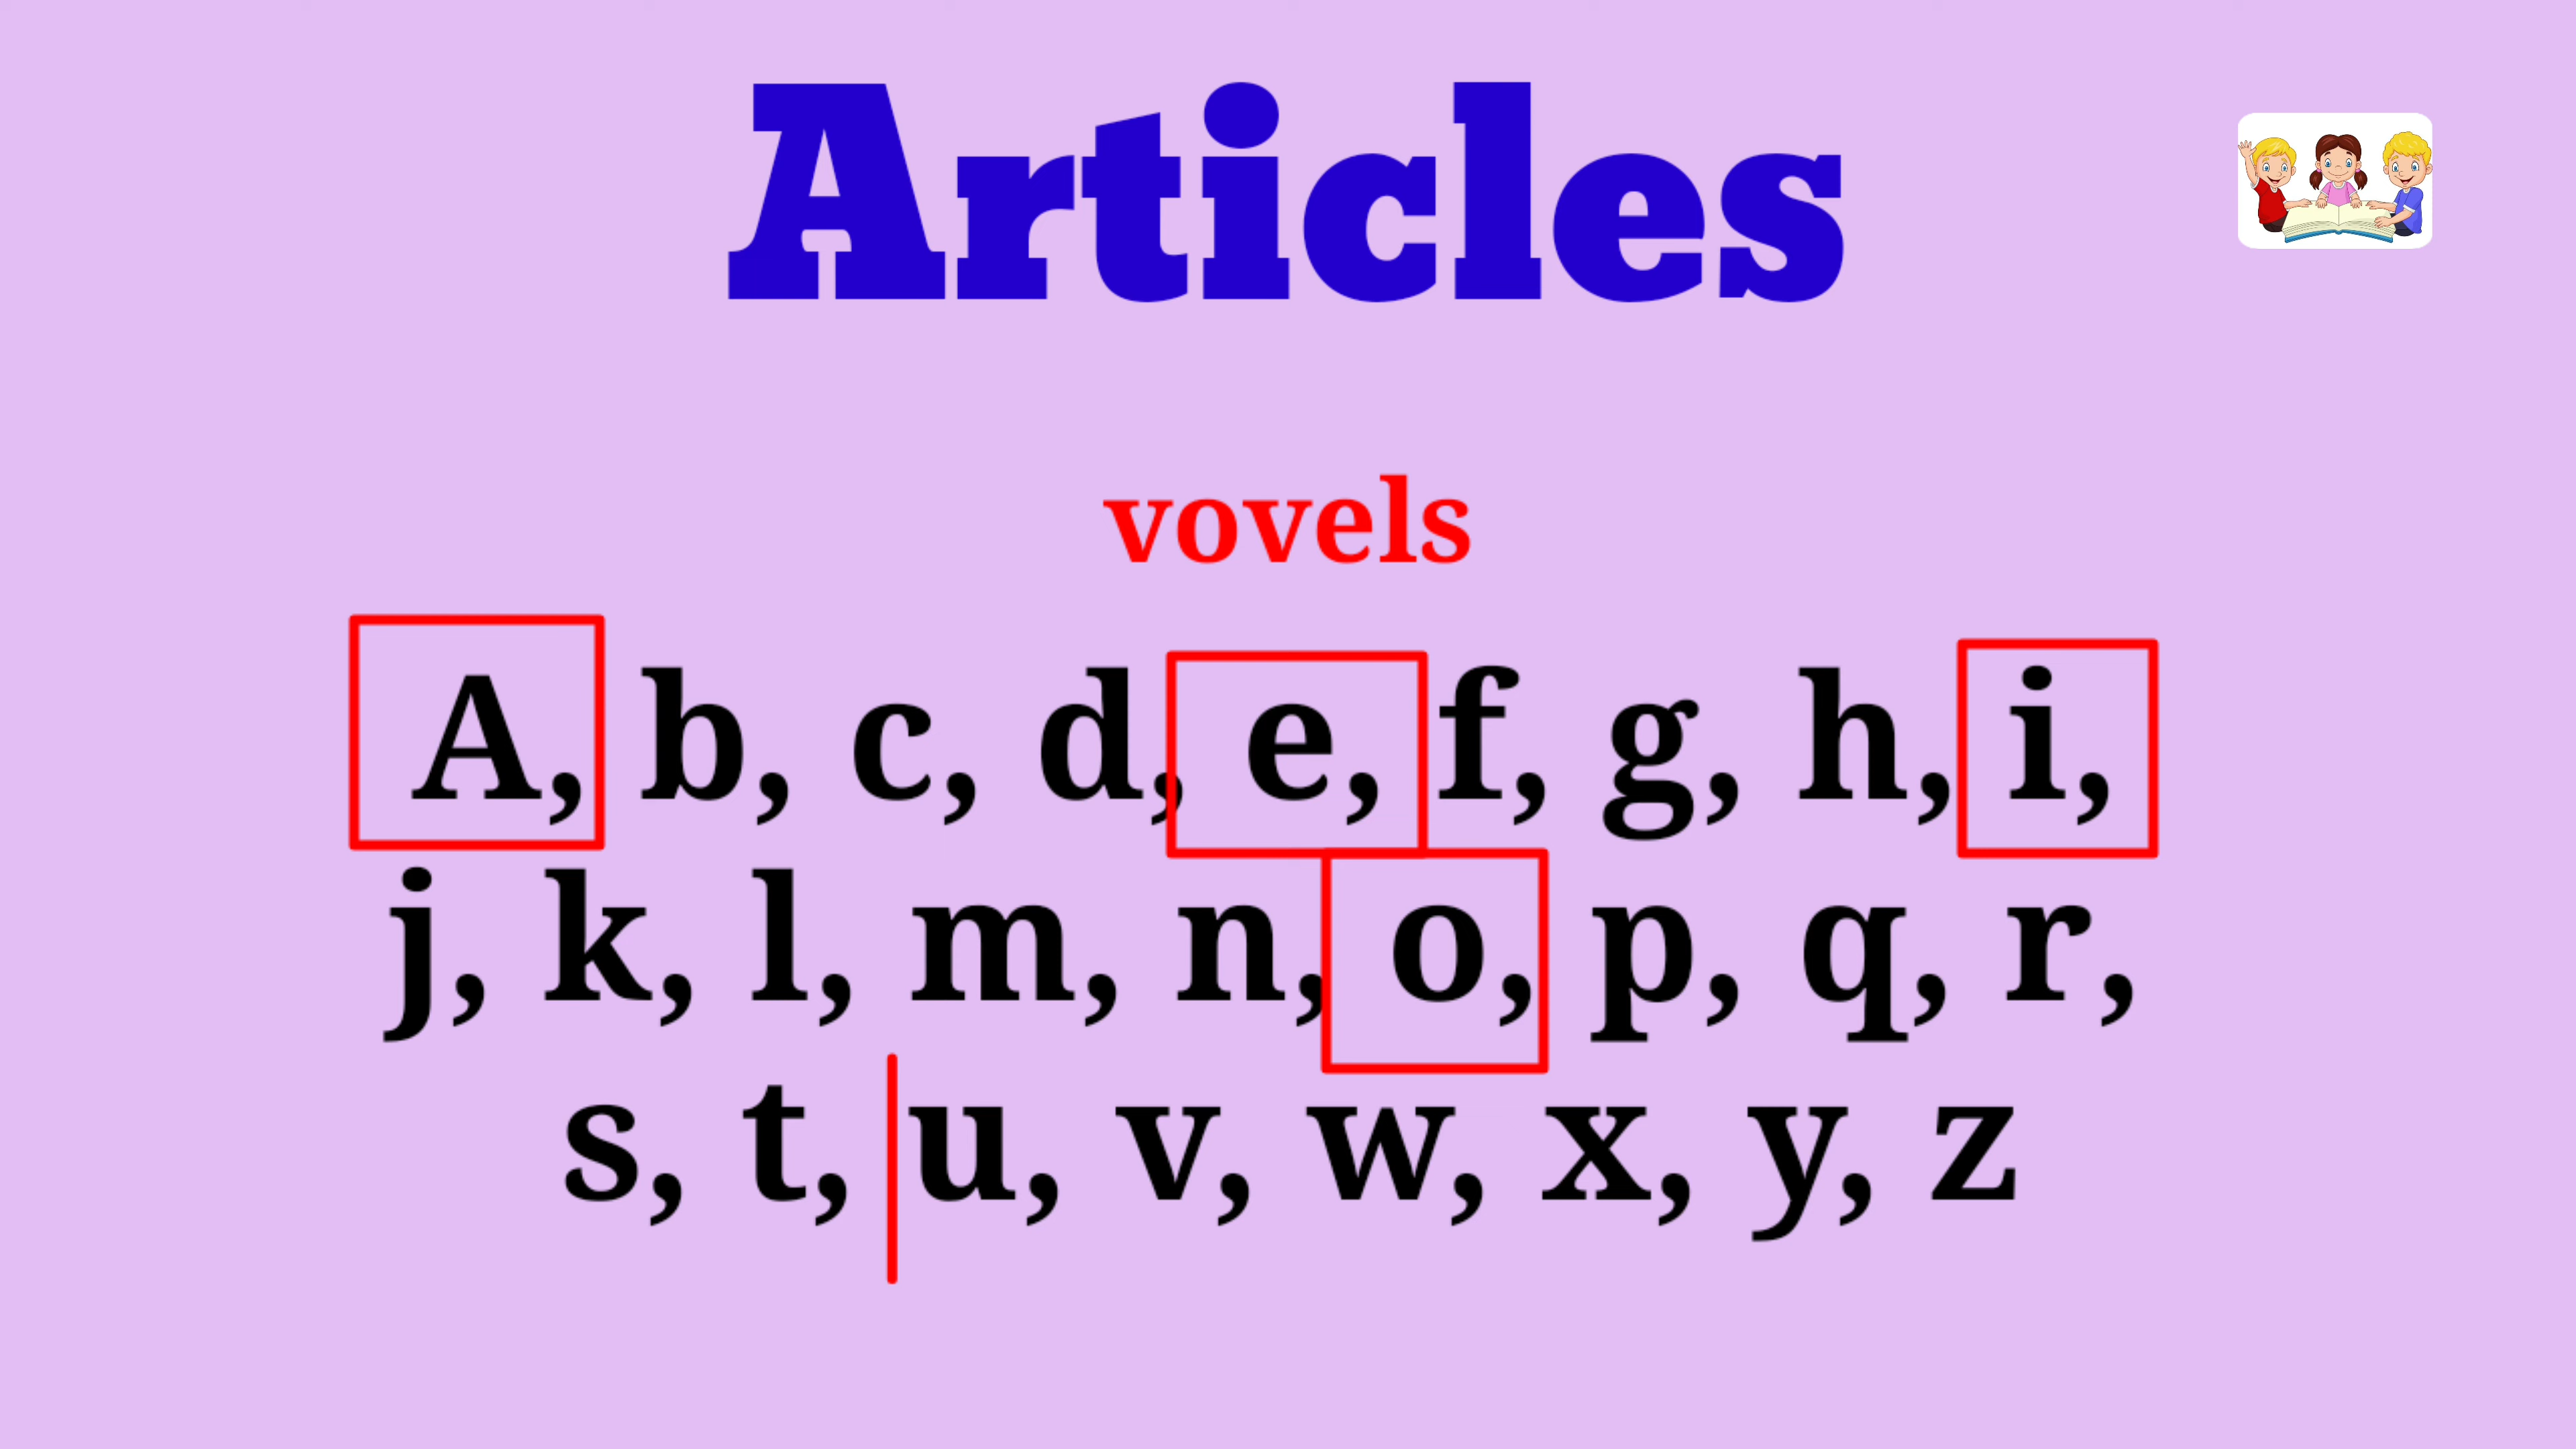 Articles
vovels
A, b, c, d, e, f, g, h, i,
j, k, l, m, n, o, p, q, r,
s, t, u, v, w, x, y, z